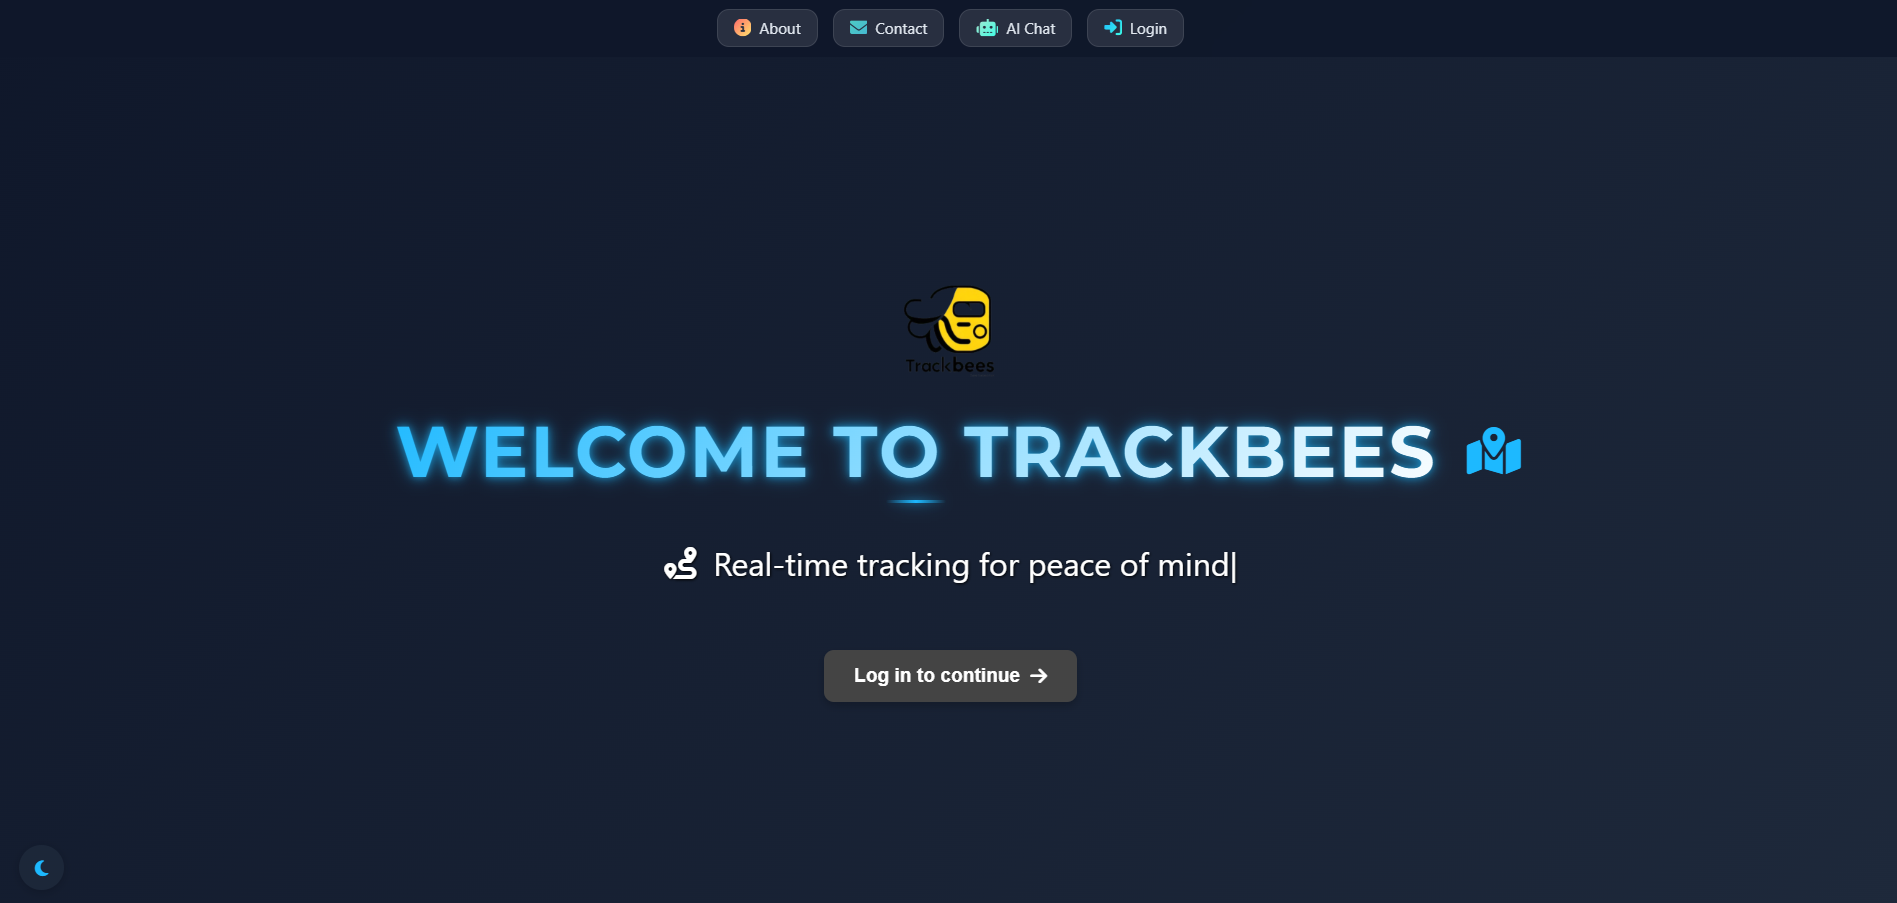 About
Contact
AI Chat
Login
Trackbees
WELCOME TO TRACKBEES
Real-time tracking for peace of mind|
Log in to continue